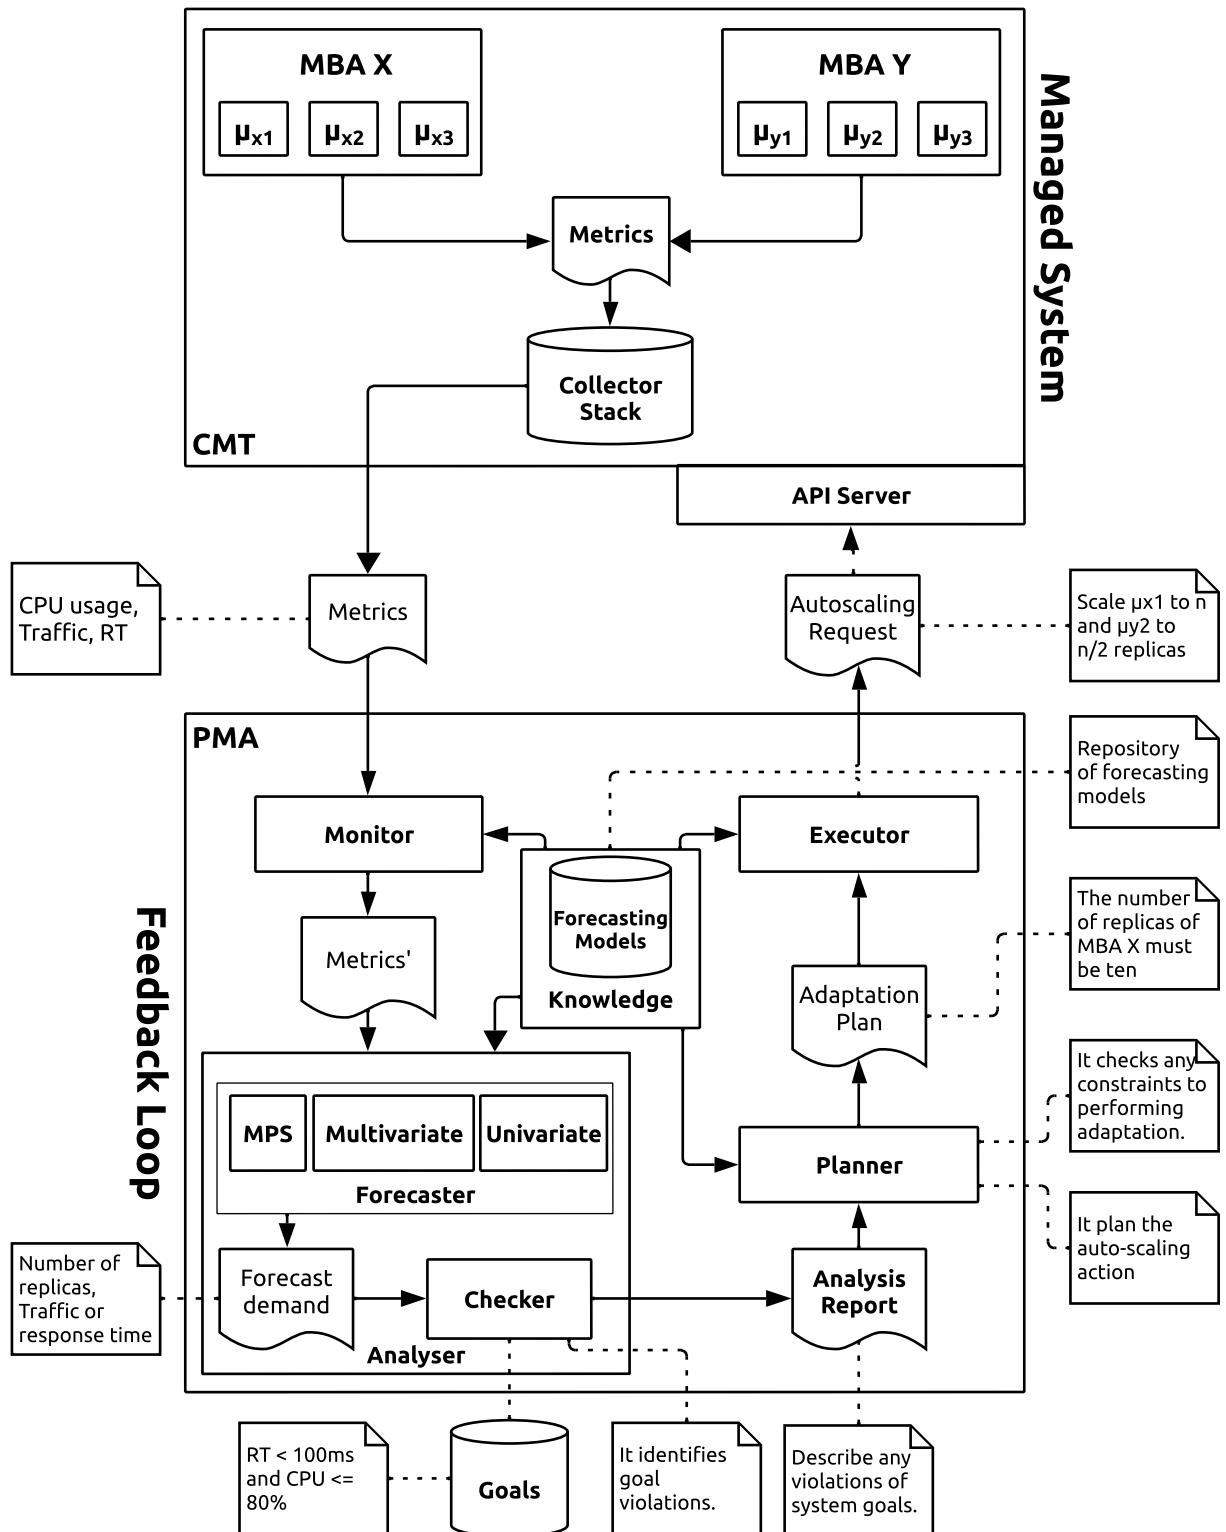 MBA X
μx1
μx2
μx3
MBA Y
μy1
μy2
μy3
Managed System
Metrics
Collector
Stack
CMT
API Server
CPU usage,
Traffic, RT
Metrics
Autoscaling
Request
Scale μx1 to n
and μy2 to
n/2 replicas
PMA
Repository
of forecasting
models
Monitor
Executor
Forecasting
Models
Knowledge
Metrics'
The number
of replicas of
MBA X must
be ten
Adaptation
Plan
Feedback Loop
It checks any
constraints to
performing
adaptation.
MPS
Multivariate
Univariate
Forecaster
Planner
It plan the
auto-scaling
action
Number of
replicas,
Traffic or
response time
Forecast
demand
Checker
Analysis
Report
Analyser
RT < 100ms
and CPU <=
80%
Goals
It identifies
goal
violations.
Describe any
violations of
system goals.